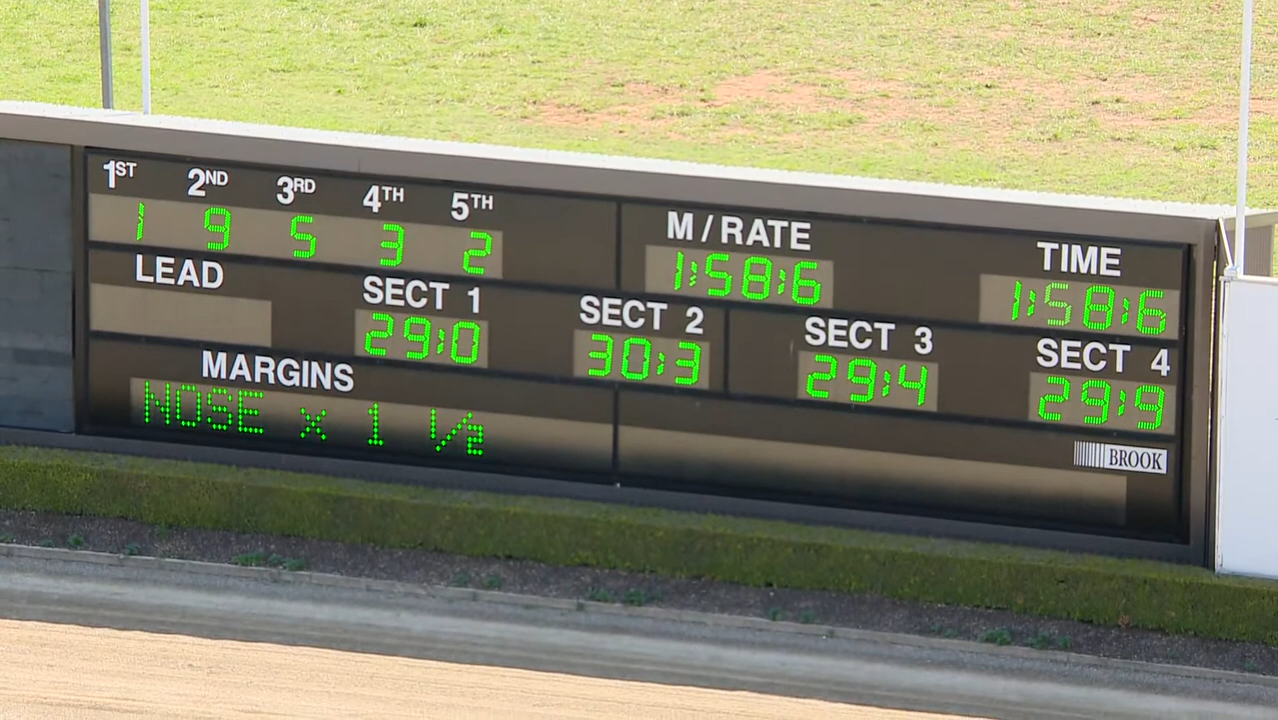 1ST 2ND 3RD 4TH 5TH
1 9 5 3 2
M / RATE
1:58:6
TIME
1:58:6
LEAD
SECT 1
29:0
SECT 2
30:3
SECT 3
29:4
SECT 4
29:9
MARGINS
NOSE x 1 1/2
BROOK